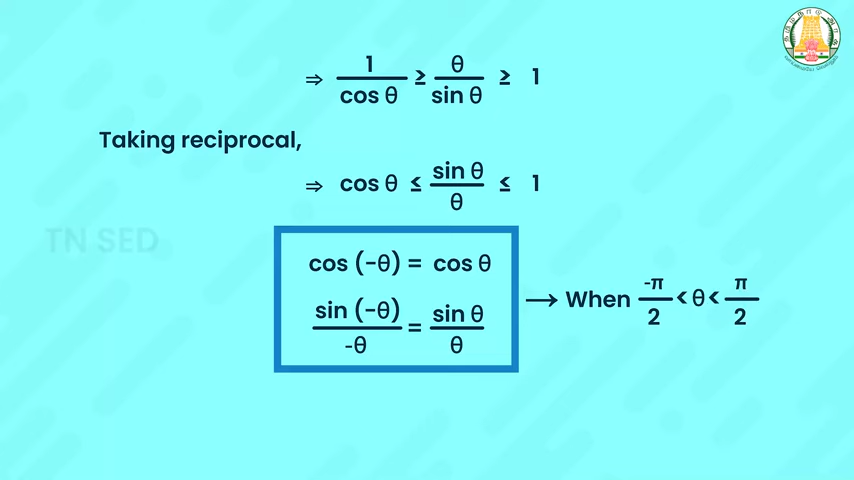 ⇒ 1/cos θ ≥ θ/sin θ ≥ 1
Taking reciprocal,
⇒ cos θ ≤ sin θ/θ ≤ 1
TN SED
cos (-θ) = cos θ
sin (-θ)/-θ = sin θ/θ
→ When -π/2 < θ < π/2